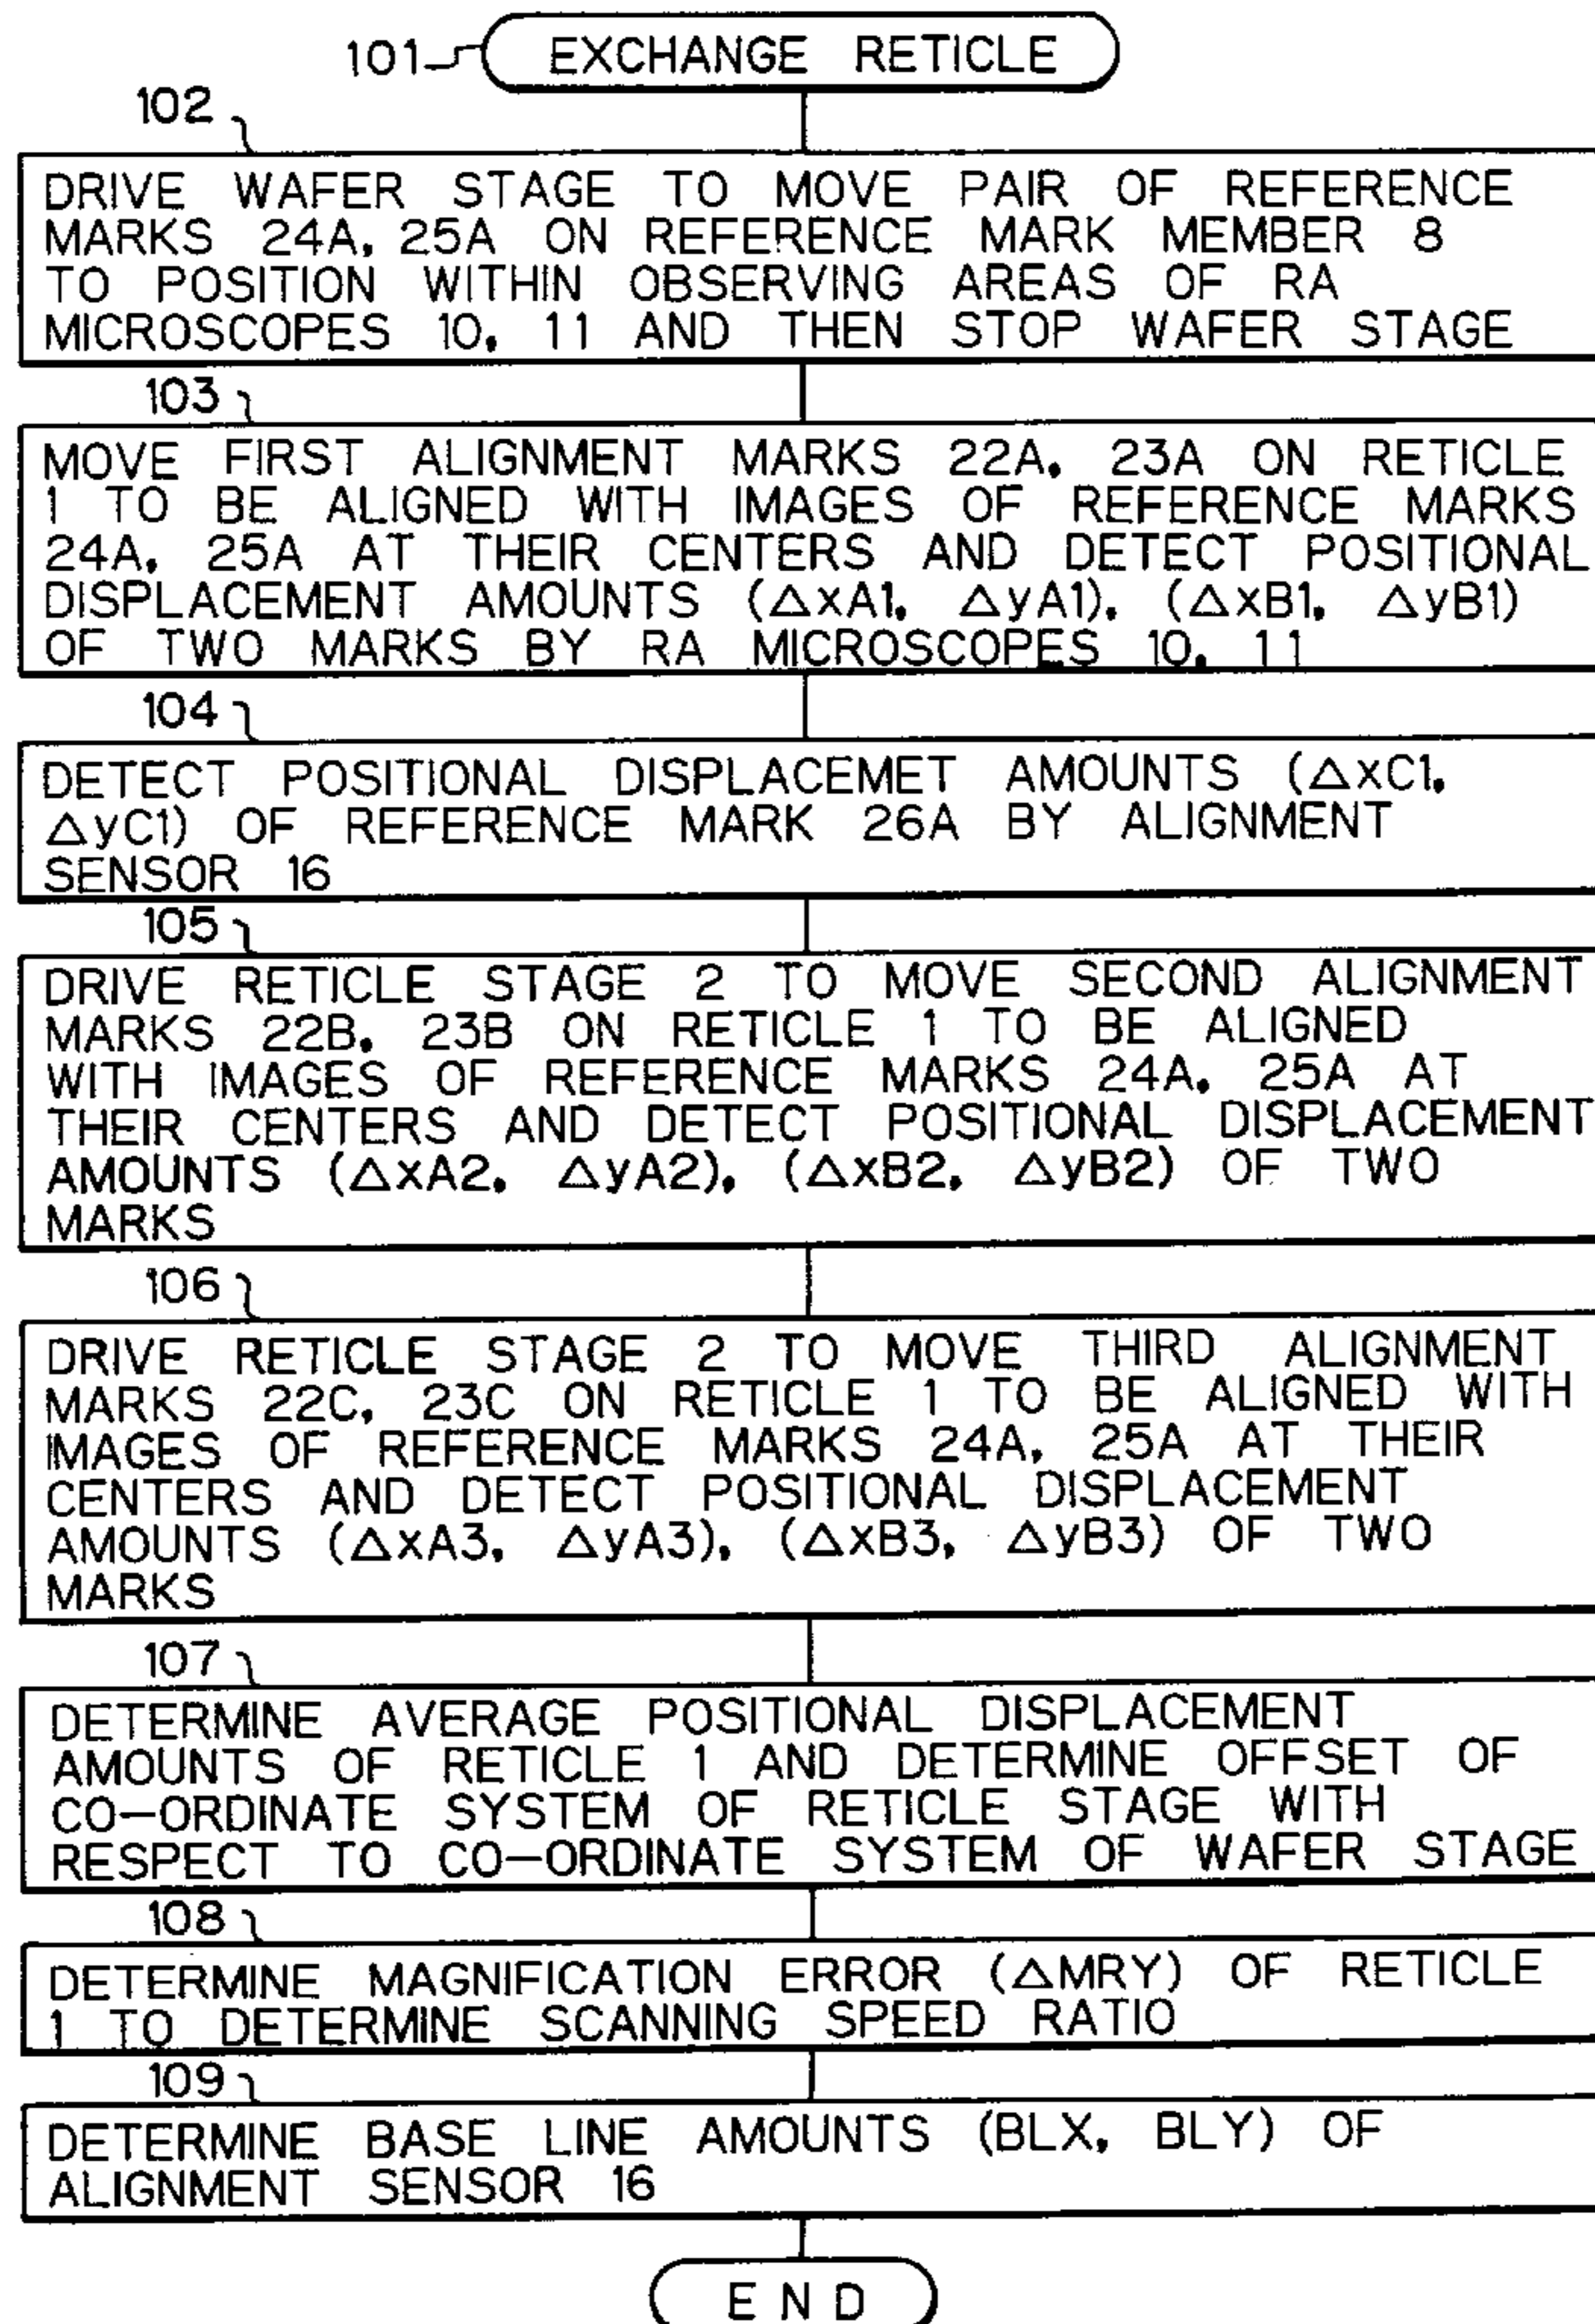 101 EXCHANGE RETICLE
102
DRIVE WAFER STAGE TO MOVE PAIR OF REFERENCE
MARKS 24A, 25A ON REFERENCE MARK MEMBER 8
TO POSITION WITHIN OBSERVING AREAS OF RA
MICROSCOPES 10, 11 AND THEN STOP WAFER STAGE
103
MOVE FIRST ALIGNMENT MARKS 22A, 23A ON RETICLE
1 TO BE ALIGNED WITH IMAGES OF REFERENCE MARKS
24A, 25A AT THEIR CENTERS AND DETECT POSITIONAL
DISPLACEMENT AMOUNTS (△xA1, △yA1), (△xB1, △yB1)
OF TWO MARKS BY RA MICROSCOPES 10, 11
104
DETECT POSITIONAL DISPLACEMET AMOUNTS (△xC1,
△yC1) OF REFERENCE MARK 26A BY ALIGNMENT
SENSOR 16
105
DRIVE RETICLE STAGE 2 TO MOVE SECOND ALIGNMENT
MARKS 22B, 23B ON RETICLE 1 TO BE ALIGNED
WITH IMAGES OF REFERENCE MARKS 24A, 25A AT
THEIR CENTERS AND DETECT POSITIONAL DISPLACEMENT
AMOUNTS (△xA2, △yA2), (△xB2, △yB2) OF TWO
MARKS
106
DRIVE RETICLE STAGE 2 TO MOVE THIRD ALIGNMENT
MARKS 22C, 23C ON RETICLE 1 TO BE ALIGNED WITH
IMAGES OF REFERENCE MARKS 24A, 25A AT THEIR
CENTERS AND DETECT POSITIONAL DISPLACEMENT
AMOUNTS (△xA3, △yA3), (△xB3, △yB3) OF TWO
MARKS
107
DETERMINE AVERAGE POSITIONAL DISPLACEMENT
AMOUNTS OF RETICLE 1 AND DETERMINE OFFSET OF
CO-ORDINATE SYSTEM OF RETICLE STAGE WITH
RESPECT TO CO-ORDINATE SYSTEM OF WAFER STAGE
108
DETERMINE MAGNIFICATION ERROR (△MRY) OF RETICLE
1 TO DETERMINE SCANNING SPEED RATIO
109
DETERMINE BASE LINE AMOUNTS (BLX, BLY) OF
ALIGNMENT SENSOR 16
END